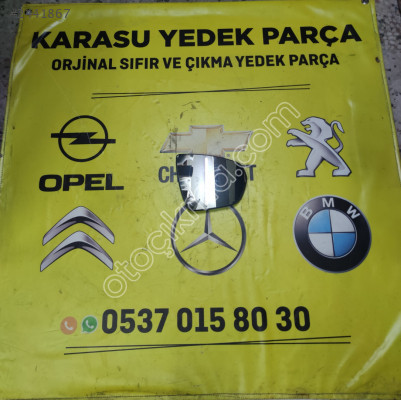 KARASU YEDEK PARÇA
ORJİNAL SIFIR VE ÇIKMA YEDEK PARÇA
OPEL
BMW
0537 015 80 30
otoçıkma.com